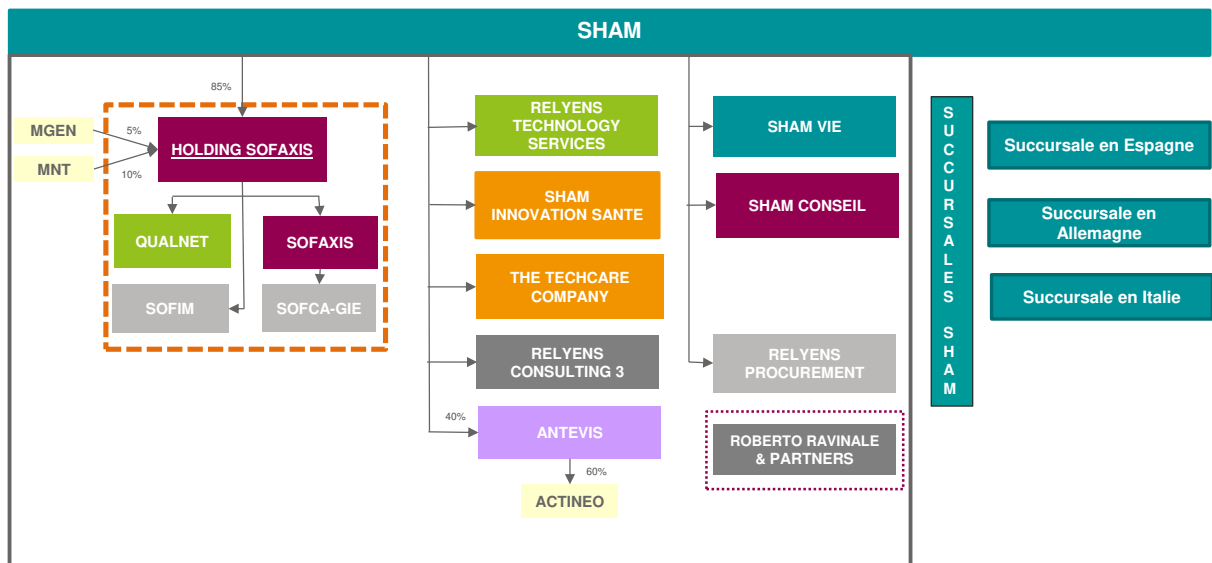 SHAM
85%
MGEN
5%
MNT
10%
HOLDING SOFAXIS
QUALNET
SOFAXIS
SOFIM
SOFCA-GIE
RELYENS
TECHNOLOGY
SERVICES
SHAM
INNOVATION SANTE
THE TECHCARE
COMPANY
RELYENS
CONSULTING 3
40%
ANTEVIS
60%
ACTINEO
SHAM VIE
SHAM CONSEIL
RELYENS
PROCUREMENT
ROBERTO RAVINALE
& PARTNERS
SUCCURSALES SHAM
Succursale en Espagne
Succursale en
Allemagne
Succursale en Italie